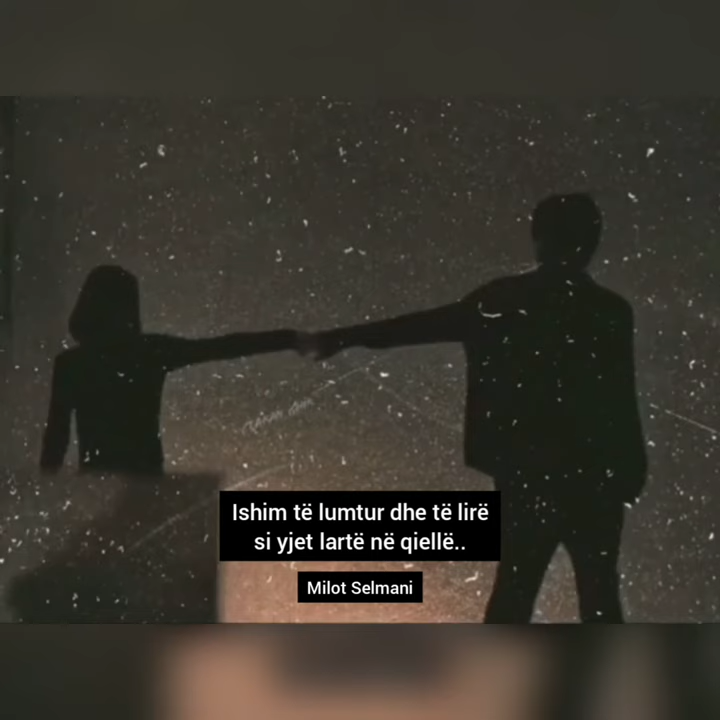 Ishim të lumtur dhe të lirë
si yjet lartë në qiellë..
Milot Selmani